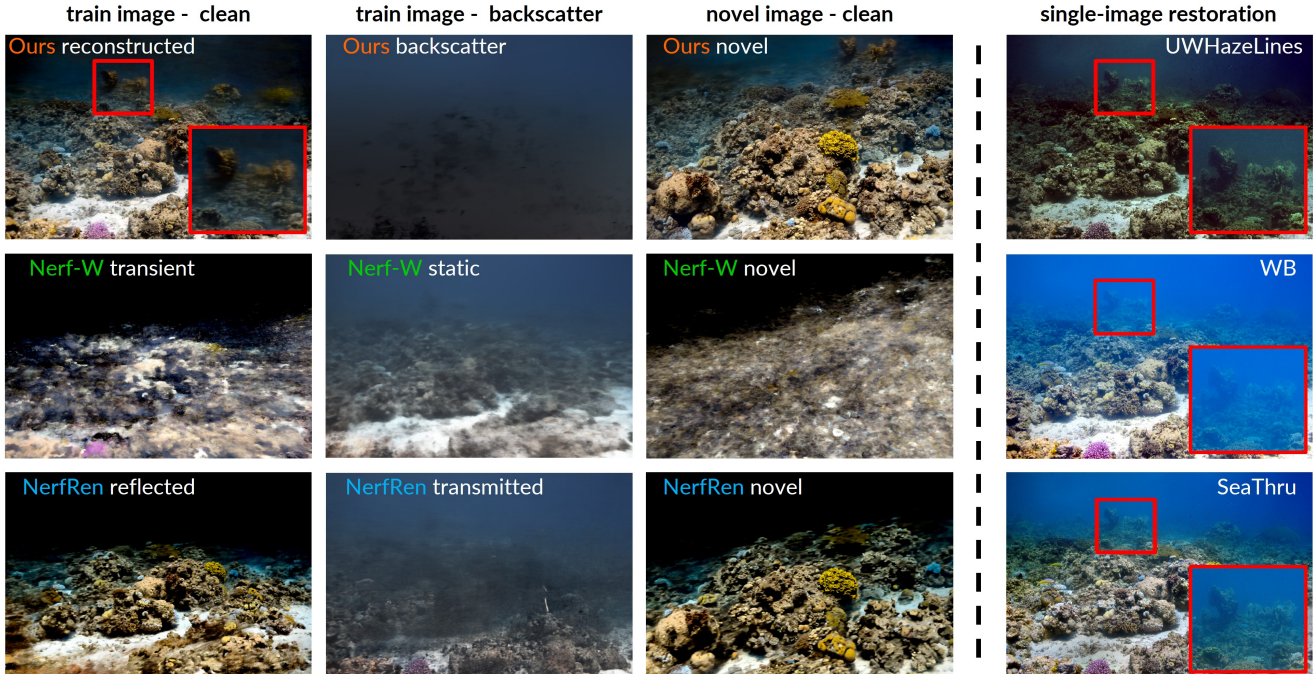 train image - clean
train image - backscatter
novel image - clean
single-image restoration
Ours reconstructed
Ours backscatter
Ours novel
UWHazeLines
Nerf-W transient
Nerf-W static
Nerf-W novel
WB
NerfRen reflected
NerfRen transmitted
NerfRen novel
SeaThru